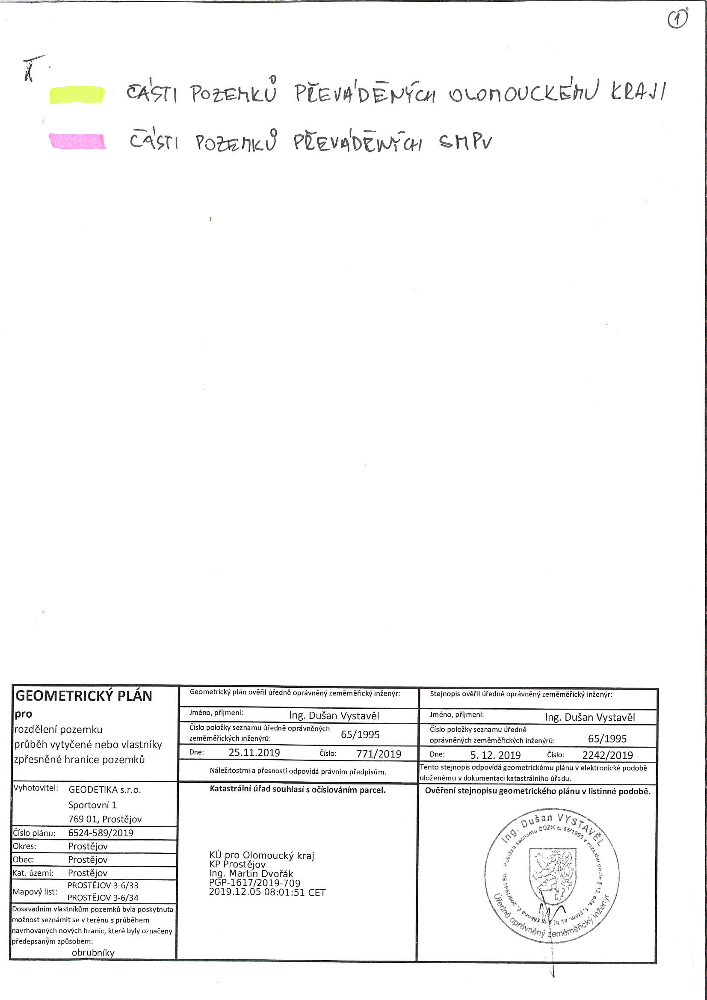 1
ČÁSTI POZEMKŮ PŘEVÁDĚNÝCH OLOMOUCKÉMU KRAJI
ČÁSTI POZEMKŮ PŘEVÁDĚNÝCH SMPV
GEOMETRICKÝ PLÁN
pro
rozdělení pozemku
průběh vytyčené nebo vlastníky
zpřesněné hranice pozemků
Vyhotovitel: GEODETIKA s.r.o.
Sportovní 1
769 01, Prostějov
Číslo plánu: 6524-589/2019
Okres: Prostějov
Obec: Prostějov
Kat. území: Prostějov
Mapový list: PROSTĚJOV 3-6/33
PROSTĚJOV 3-6/34
Dosavadním vlastníkům pozemků byla poskytnuta
možnost seznámit se v terénu s průběhem
navrhovaných nových hranic, které byly označeny
předepsaným způsobem:
obrubníky
Geometrický plán ověřil úředně oprávněný zeměměřický inženýr:
Jméno, příjmení: Ing. Dušan Vystavěl
Číslo položky seznamu úředně oprávněných
zeměměřických inženýrů: 65/1995
Dne: 25.11.2019 Číslo: 771/2019
Náležitostmi a přesností odpovídá právním předpisům.
Katastrální úřad souhlasí s očíslováním parcel.
KÚ pro Olomoucký kraj
KP Prostějov
Ing. Martin Dvořák
PGP-1617/2019-709
2019.12.05 08:01:51 CET
Stejnopis ověřil úředně oprávněný zeměměřický inženýr:
Jméno, příjmení: Ing. Dušan Vystavěl
Číslo položky seznamu úředně
oprávněných zeměměřických inženýrů: 65/1995
Dne: 5. 12. 2019 Číslo: 2242/2019
Tento stejnopis odpovídá geometrickému plánu v elektronické podobě
uloženému v dokumentaci katastrálního úřadu.
Ověření stejnopisu geometrického plánu v listinné podobě.
Ing. Dušan VYSTAVĚL
Položka seznamu ČÚZK č. 65/1995 v rozsahu podle § 13, ods. 1, písm. a), b) zákona č. 200/1994 Sb.
Úředně oprávněný zeměměřický inženýr